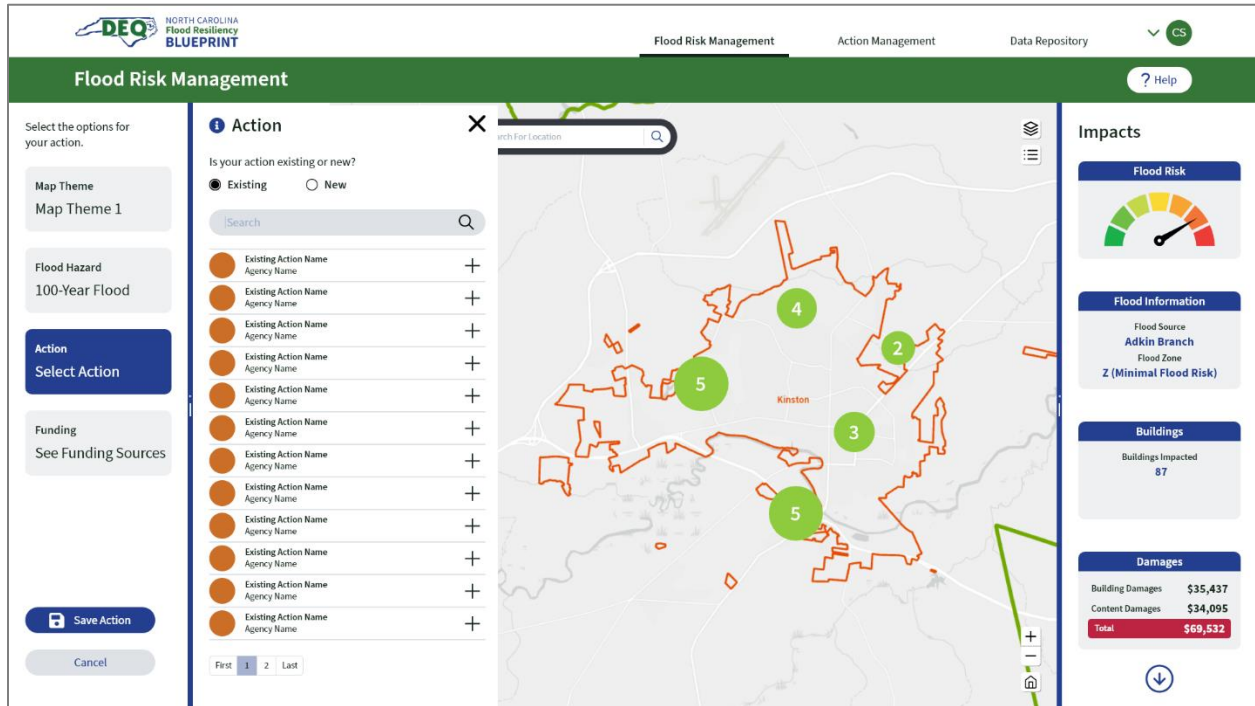 DEQ
NORTH CAROLINA
Flood Resiliency
BLUEPRINT
Flood Risk Management
Action Management
Data Repository
CS
Flood Risk Management
? Help
Select the options for
your action.
Map Theme
Map Theme 1
Flood Hazard
100-Year Flood
Action
Select Action
Funding
See Funding Sources
Save Action
Cancel
Action
Is your action existing or new?
Existing
New
Search
Existing Action Name
Agency Name
Existing Action Name
Agency Name
Existing Action Name
Agency Name
Existing Action Name
Agency Name
Existing Action Name
Agency Name
Existing Action Name
Agency Name
Existing Action Name
Agency Name
Existing Action Name
Agency Name
Existing Action Name
Agency Name
Existing Action Name
Agency Name
Existing Action Name
Agency Name
Existing Action Name
Agency Name
First 1 2 Last
rch For Location
4
2
5
Kinston
3
5
Impacts
Flood Risk
Flood Information
Flood Source
Adkin Branch
Flood Zone
Z (Minimal Flood Risk)
Buildings
Buildings Impacted
87
Damages
Building Damages $35,437
Content Damages $34,095
Total $69,532